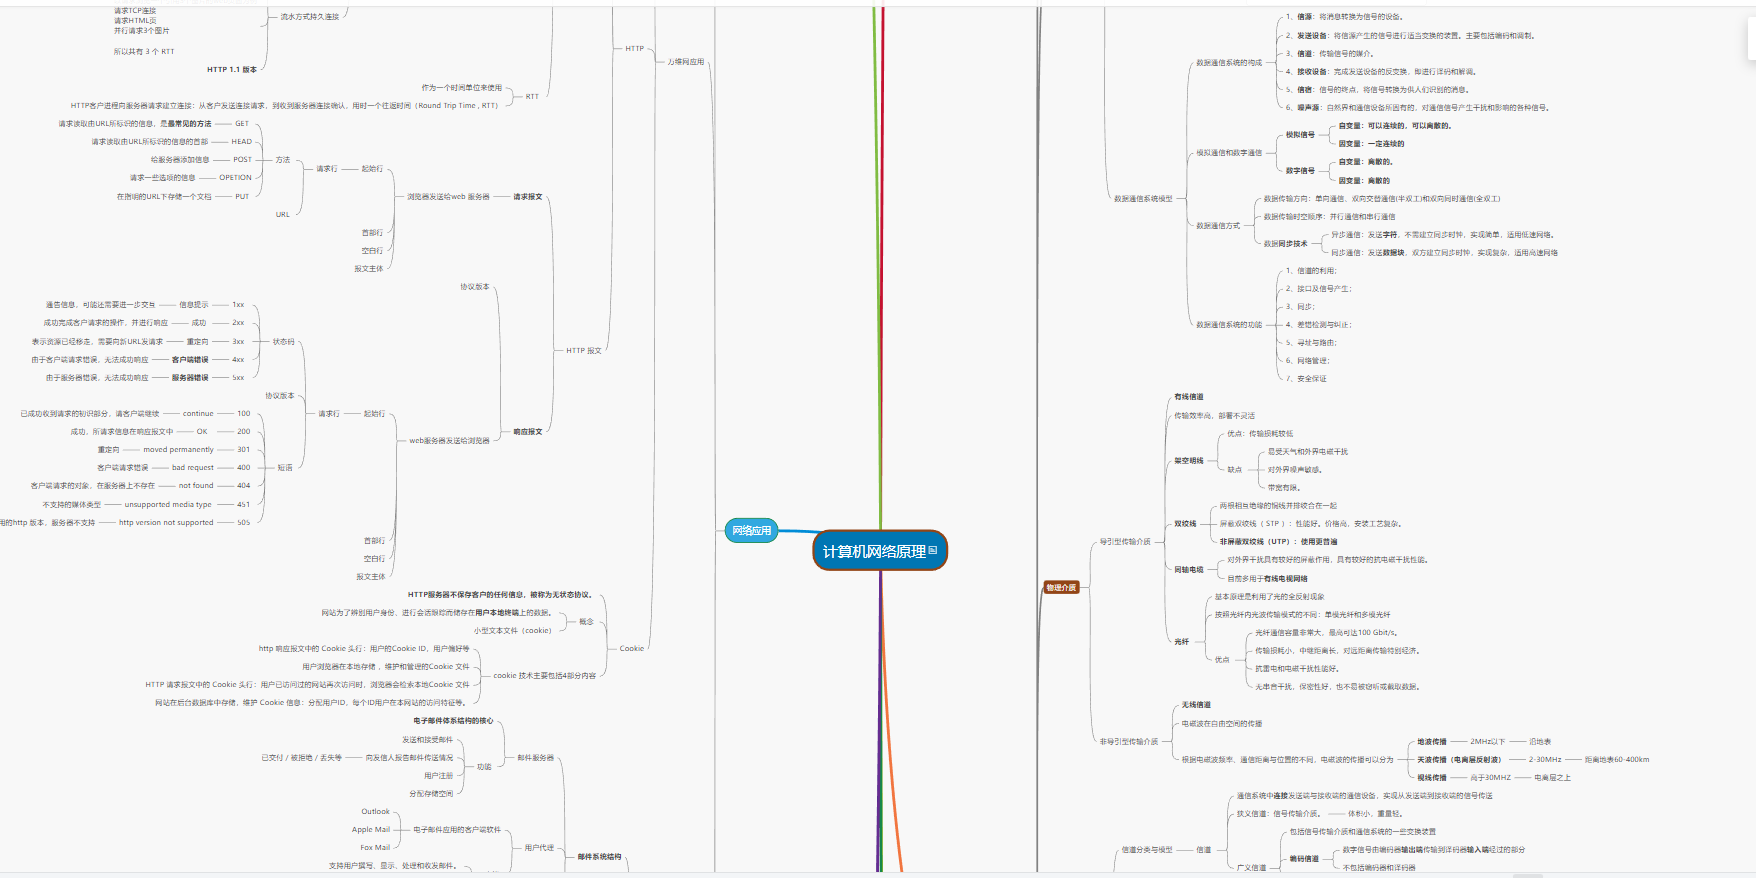 请求TCP连接
请求HTML页
并行请求3个图片
所以共有 3 个 RTT
流水方式持久连接
HTTP 1.1 版本
HTTP
万维网应用
作为一个时间单位来使用
HTTP客户进程向服务器请求建立连接：从客户发送连接请求，到收到服务器连接确认，用时一个往返时间（Round Trip Time , RTT）
RTT
请求读取由URL所标识的信息，是最常见的方法
GET
请求读取由URL所标识的信息的首部
HEAD
给服务器添加信息
POST
请求一些选项的信息
OPETION
在指明的URL下存储一个文档
PUT
方法
URL
请求行
起始行
首部行
空白行
报文主体
浏览器发送给web 服务器
请求报文
协议版本
通告信息，可能还需要进一步交互
信息提示
1xx
成功完成客户请求的操作，并进行响应
成功
2xx
表示资源已经移走，需要向新URL发请求
重定向
3xx
由于客户端请求错误，无法成功响应
客户端错误
4xx
由于服务器错误，无法成功响应
服务器错误
5xx
状态码
协议版本
已成功收到请求的初识部分，请客户端继续
continue
100
成功，所请求信息在响应报文中
OK
200
重定向
moved permanently
301
客户端请求错误
bad request
400
客户端请求的对象，在服务器上不存在
not found
404
不支持的媒体类型
unsupported media type
451
用的http 版本，服务器不支持
http version not supported
505
短语
请求行
起始行
web服务器发送给浏览器
响应报文
HTTP 报文
首部行
空白行
报文主体
HTTP服务器不保存客户的任何信息，被称为无状态协议。
网站为了辨别用户身份、进行会话跟踪而储存在用户本地终端上的数据。
小型文本文件（cookie）
概念
http 响应报文中的 Cookie 头行：用户的Cookie ID，用户偏好等
用户浏览器在本地存储 ，维护和管理的Cookie 文件
HTTP 请求报文中的 Cookie 头行：用户已访问过的网站再次访问时，浏览器会检索本地Cookie 文件
网站在后台数据库中存储，维护 Cookie 信息：分配用户ID，每个ID用户在本网站的访问特征等。
cookie 技术主要包括4部分内容
Cookie
电子邮件体系结构的核心
发送和接受邮件
已交付 / 被拒绝 / 丢失等
向发信人报告邮件传送情况
用户注册
分配存储空间
功能
邮件服务器
Outlook
Apple Mail
Fox Mail
电子邮件应用的客户端软件
支持用户撰写、显示、处理和收发邮件。
用户代理
邮件系统结构
网络应用
计算机网络原理
1、信源：将消息转换为信号的设备。
2、发送设备：将信源产生的信号进行适当变换的装置。主要包括编码和调制。
3、信道：传输信号的媒介。
4、接收设备：完成发送设备的反变换，即进行译码和解调。
5、信宿：信号的终点，将信号转换为供人们识别的消息。
6、噪声源：自然界和通信设备所固有的，对通信信号产生干扰和影响的各种信号。
数据通信系统的构成
模拟通信和数字通信
模拟信号
自变量：可以连续的，可以离散的。
因变量：一定连续的
数字信号
自变量：离散的。
因变量：离散的
数据通信系统模型
数据通信方式
数据传输方向：单向通信，双向交替通信(半双工)和双向同时通信(全双工)
数据传输时空顺序：并行通信和串行通信
数据同步技术
异步通信：发送字符，不需建立同步时钟，实现简单，适用低速网络。
同步通信：发送数据块，双方建立同步时钟，实现复杂，适用高速网络
数据通信系统的功能
1、信道的利用；
2、接口及信号产生；
3、同步；
4、差错检测与纠正；
5、寻址与路由；
6、网络管理；
7、安全保证
物理介质
导引型传输介质
有线信道
传输效率高，部署不灵活
架空明线
优点：传输损耗较低
缺点
易受天气和外界电磁干扰
对外界噪声敏感。
带宽有限。
双绞线
两根相互绝缘的铜线并排绞合在一起
屏蔽双绞线（ STP ）：性能好。价格高，安装工艺复杂。
非屏蔽双绞线（UTP）：使用更普遍
同轴电缆
对外界干扰具有较好的屏蔽作用，具有较好的抗电磁干扰性能。
目前多用于有线电视网络
光纤
基本原理是利用了光的全反射现象
按照光纤内光波传输模式的不同：单模光纤和多模光纤
优点
光纤通信容量非常大，最高可达100 Gbit/s。
传输损耗小，中继距离长，对远距离传输特别经济。
抗雷电和电磁干扰性能好。
无串音干扰，保密性好，也不易被窃听或截取数据。
非导引型传输介质
无线信道
电磁波在自由空间的传播
根据电磁波频率、通信距离与位置的不同，电磁波的传播可以分为
地波传播
2MHz以下
沿地表
天波传播（电离层反射波）
2-30MHz
距离地表60-400km
视线传播
高于30MHZ
电离层之上
信道分类与模型
信道
通信系统中连接发送端与接收端的通信设备，实现从发送端到接收端的信号传送
狭义信道：信号传输介质。
体积小，重量轻。
广义信道
包括信号传输介质和通信系统的一些变换装置
编码信道
数字信号由编码器输出端传输到译码器输入端经过的部分
不包括编码器和译码器